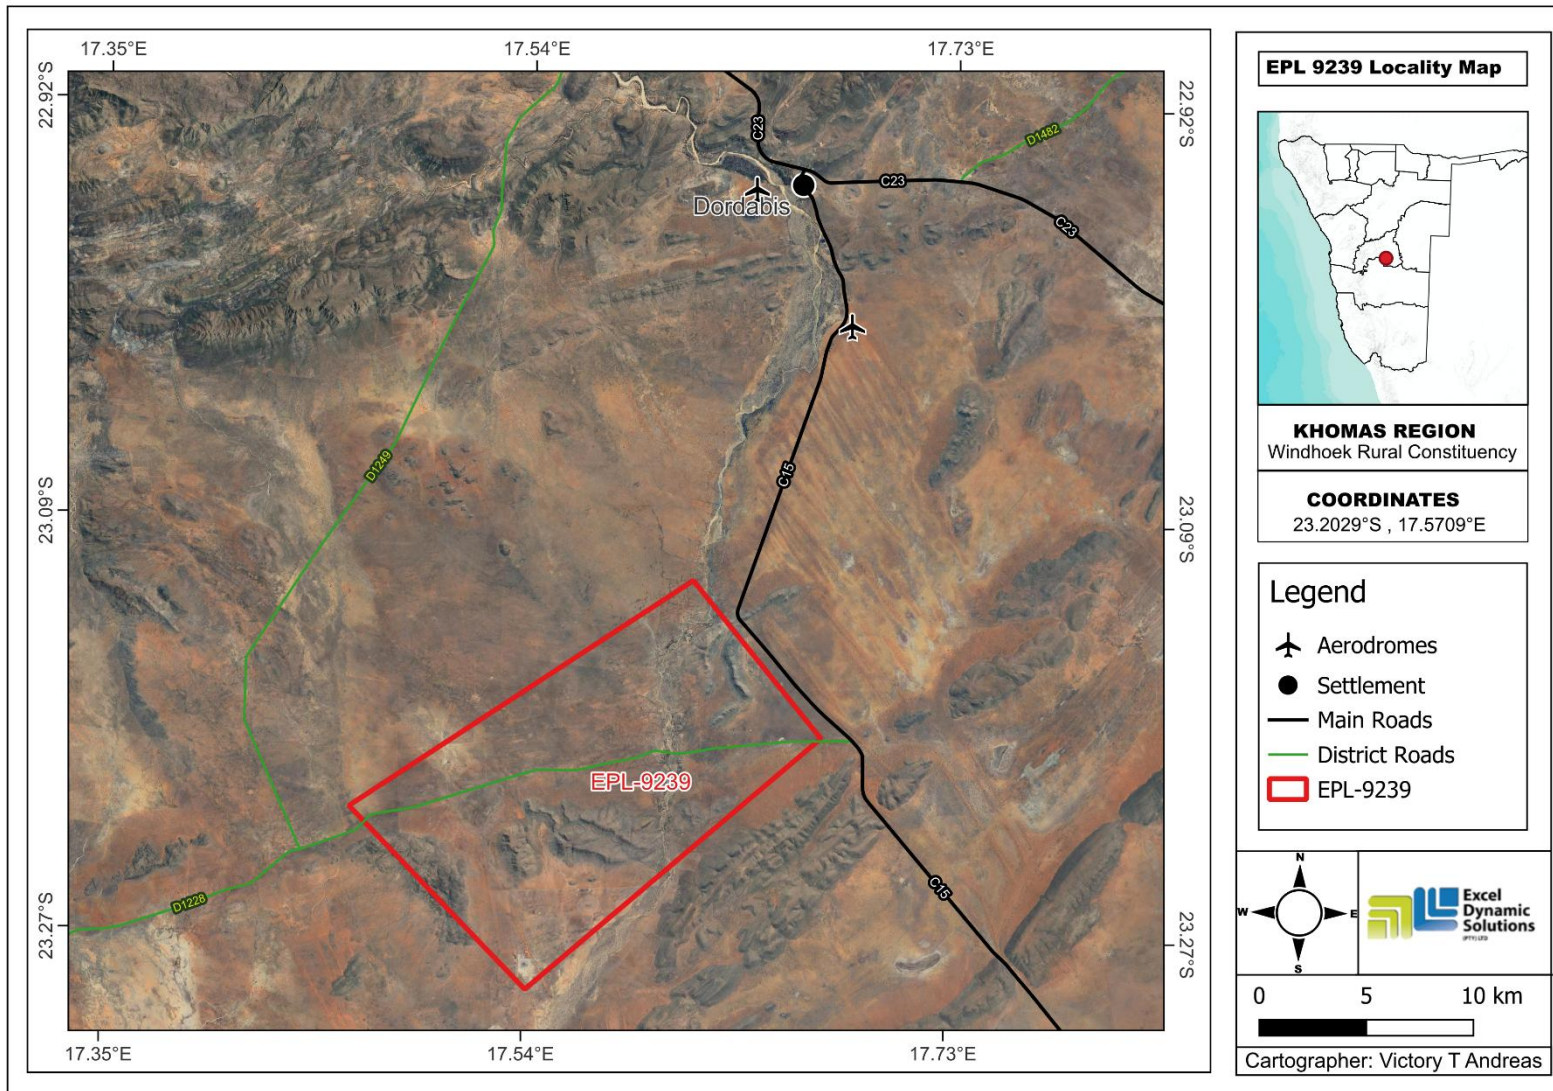 17.35°E
17.54°E
17.73°E
22.92°S
22.92°S
C23
D1482
C23
C23
Dordabis
D1249
C15
23.09°S
23.09°S
EPL-9239
D1228
C15
23.27°S
23.27°S
17.35°E
17.54°E
17.73°E
EPL 9239 Locality Map
KHOMAS REGION
Windhoek Rural Constituency
COORDINATES
23.2029°S , 17.5709°E
Legend
Aerodromes
Settlement
Main Roads
District Roads
EPL-9239
N
W
E
S
Excel
Dynamic
Solutions
(PTY) LTD
0 5 10 km
Cartographer: Victory T Andreas